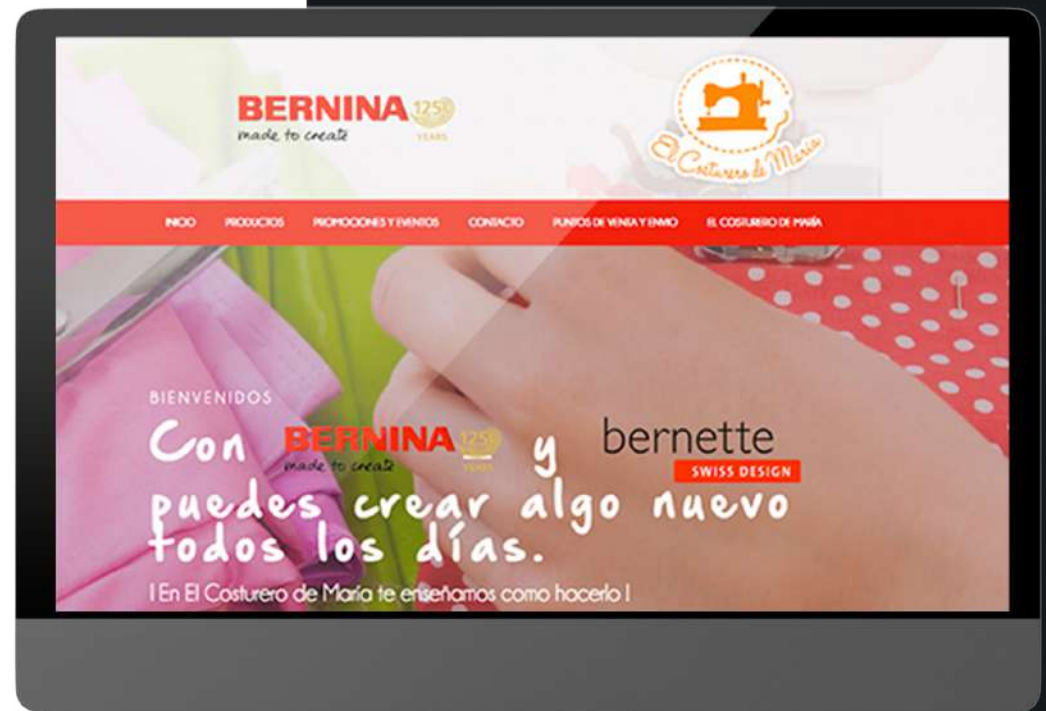 BERNINA 125
made to create YEARS
El Costurero de María
INICIO PRODUCTOS PROMOCIONES Y EVENTOS CONTACTO PUNTOS DE VENTA Y ENVIO EL COSTURERO DE MARÍA
BIENVENIDOS
Con BERNINA 125 y bernette
made to create YEARS SWISS DESIGN
puedes crear algo nuevo
todos los días.
| En El Costurero de María te enseñamos como hacerlo |